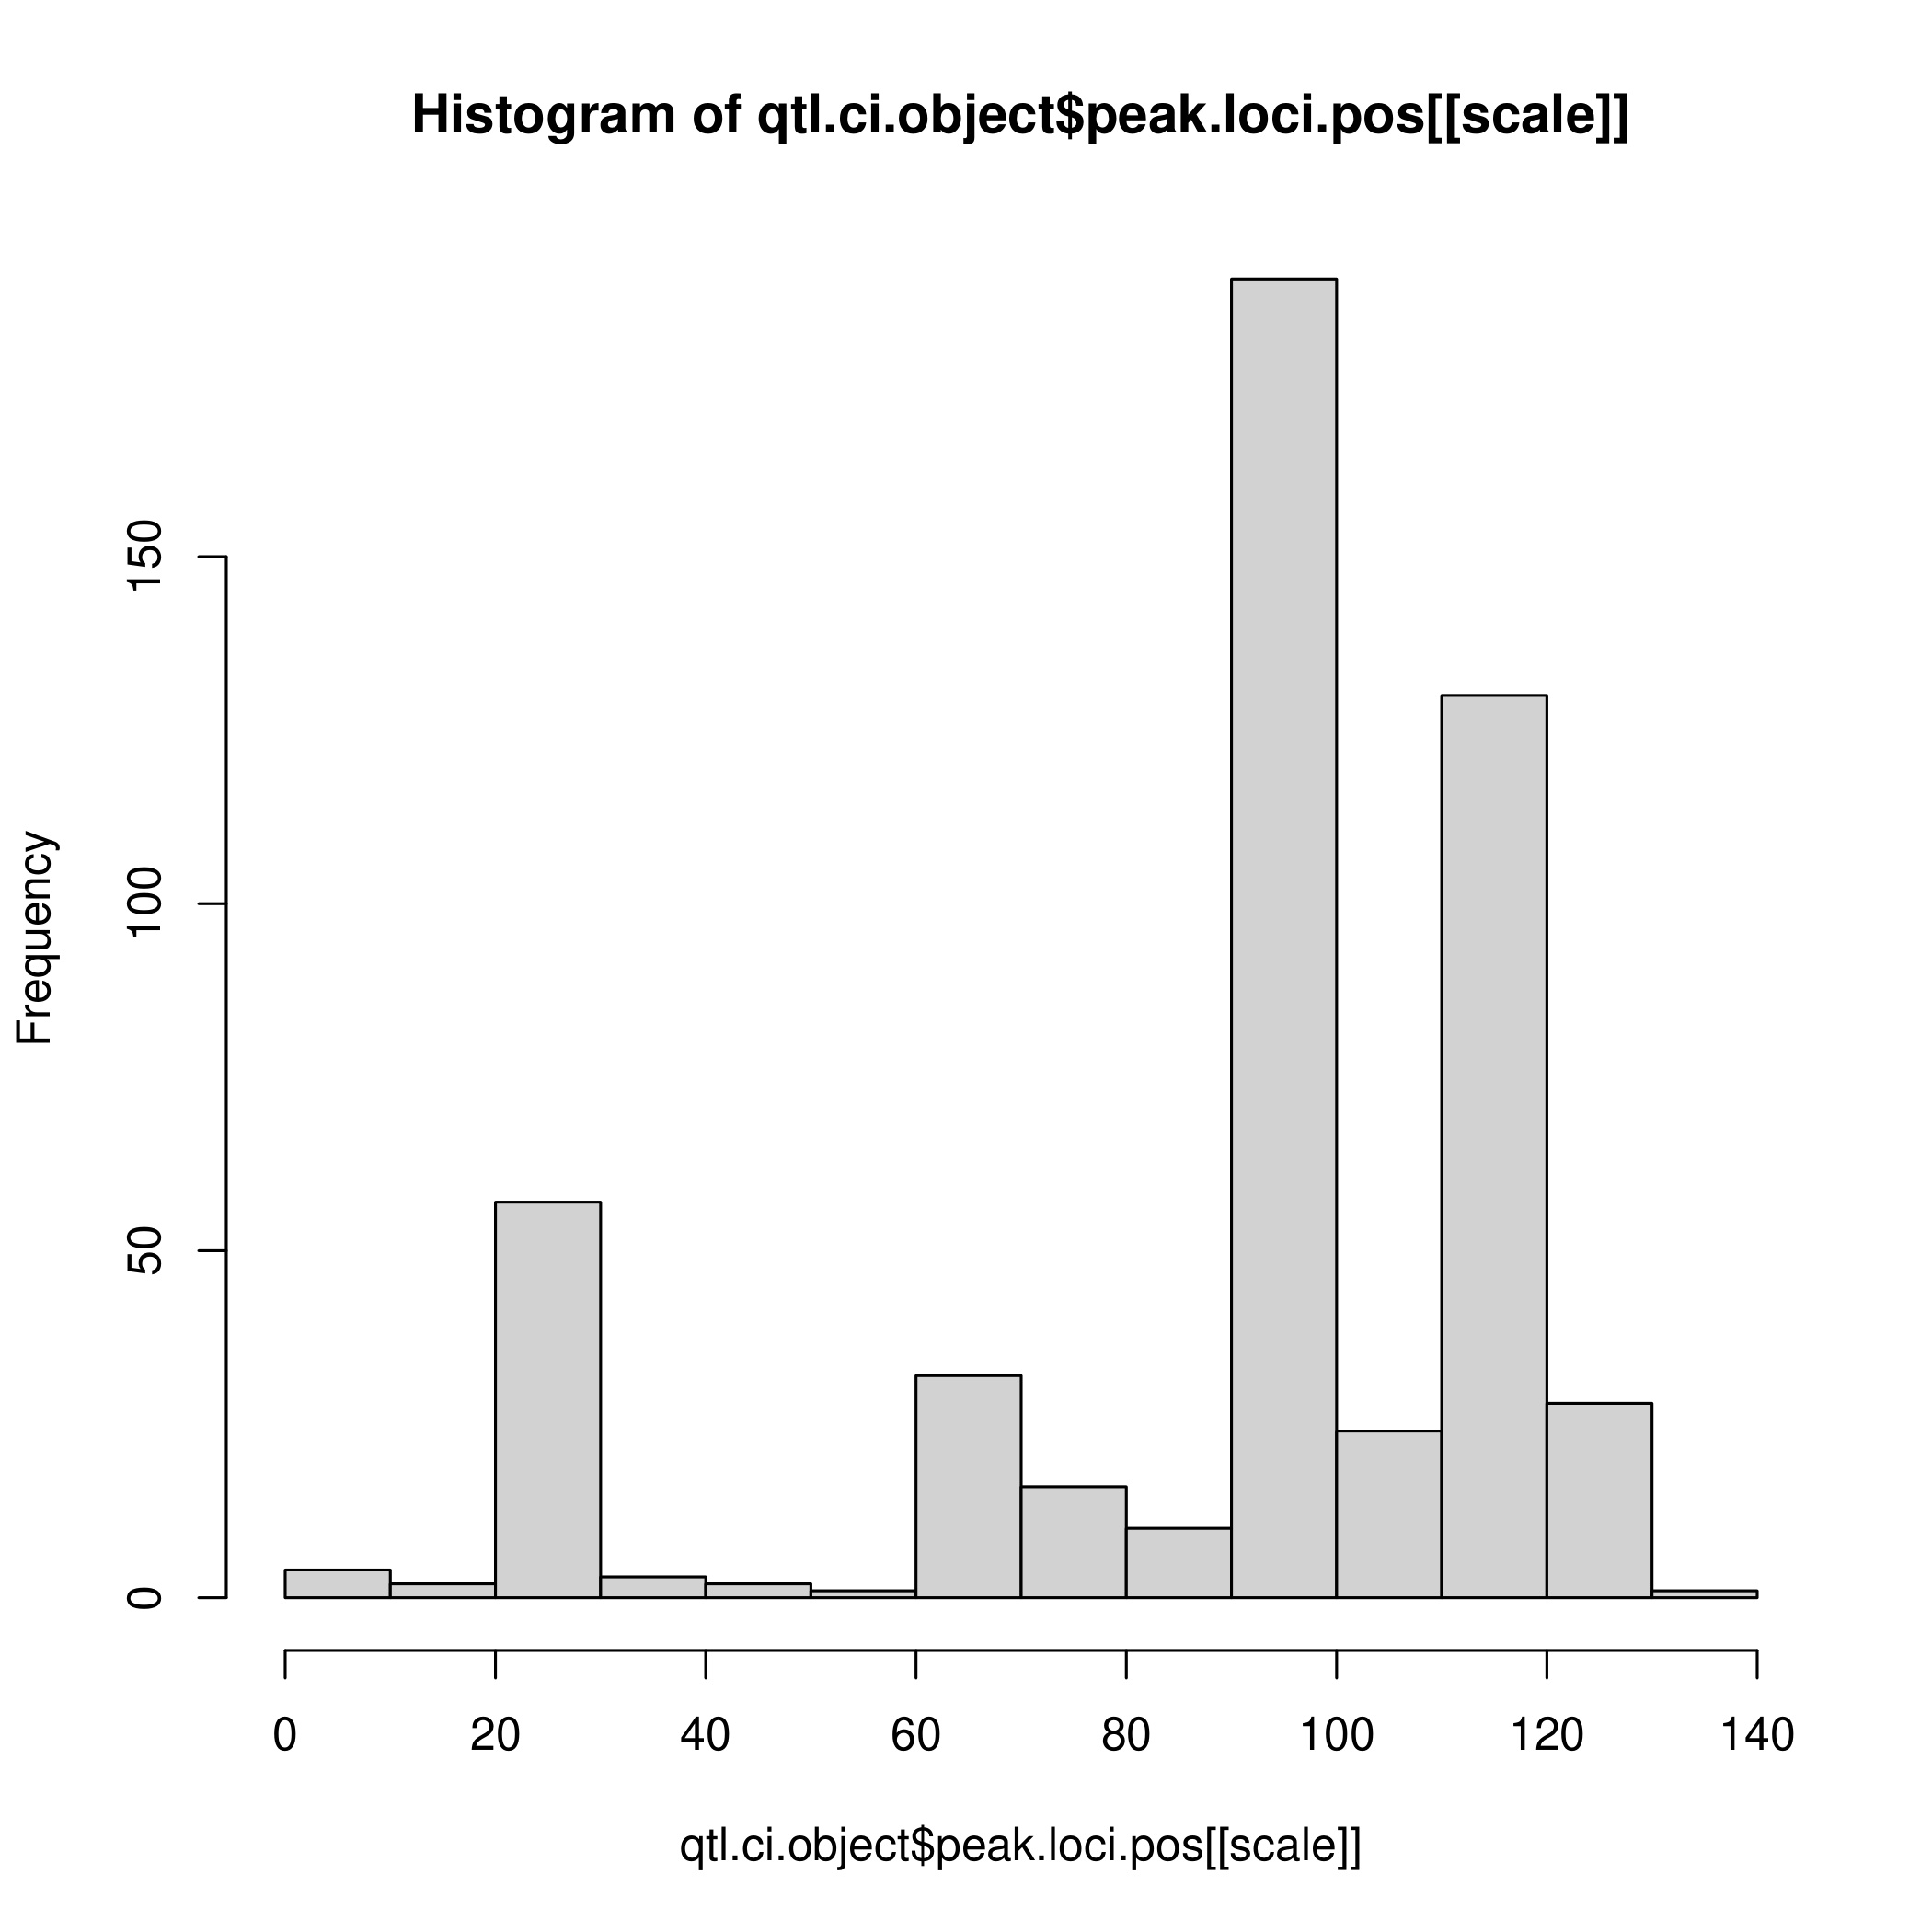 Histogram of qtl.ci.object$peak.loci.pos[[scale]]
Frequency
150
100
50
0
0 20 40 60 80 100 120 140
qtl.ci.object$peak.loci.pos[[scale]]